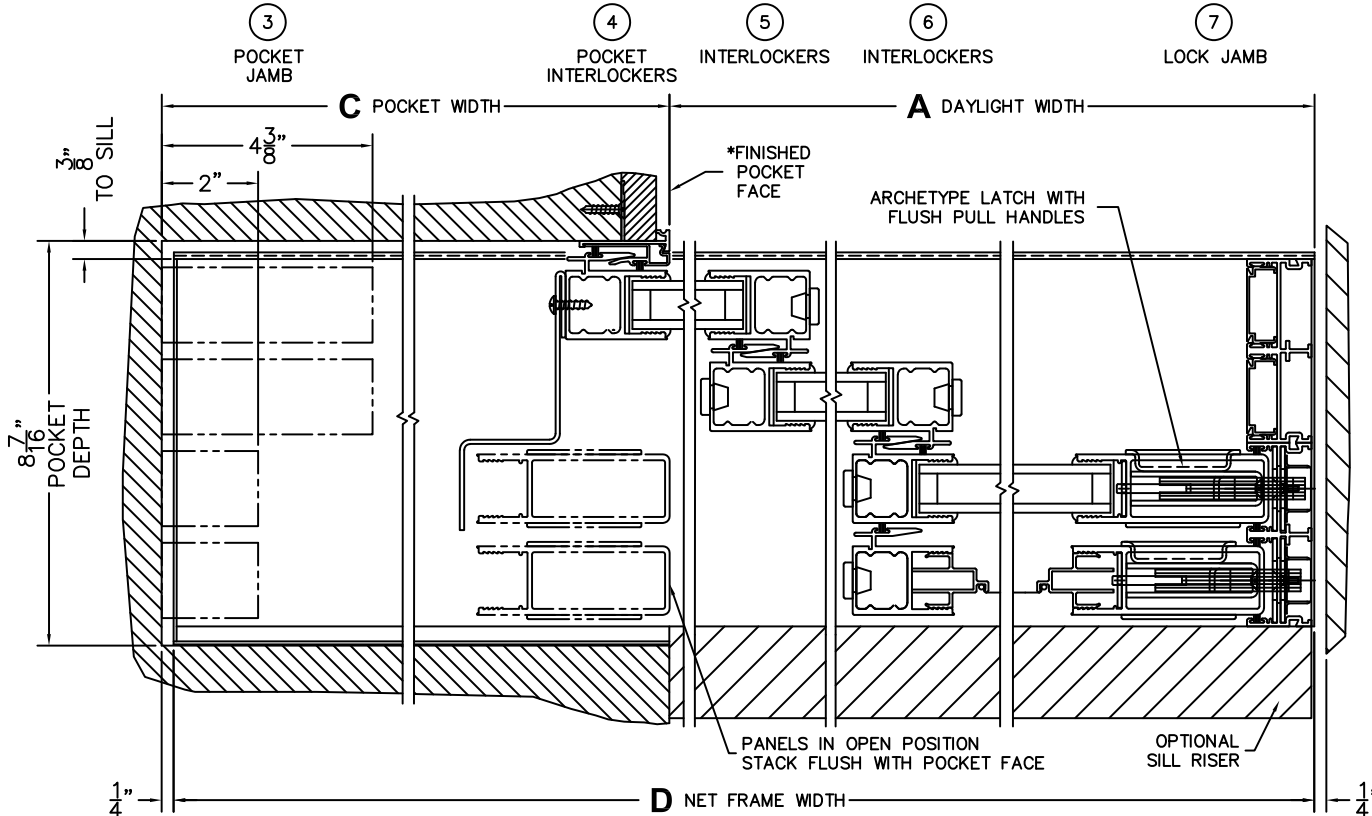 3
POCKET
JAMB
4
POCKET
INTERLOCKERS
5
INTERLOCKERS
6
INTERLOCKERS
7
LOCK JAMB
C POCKET WIDTH
A DAYLIGHT WIDTH
3/8"
TO SILL
4 3/8"
2"
*FINISHED
POCKET
FACE
ARCHETYPE LATCH WITH
FLUSH PULL HANDLES
8 7/16"
POCKET
DEPTH
PANELS IN OPEN POSITION
STACK FLUSH WITH POCKET FACE
OPTIONAL
SILL RISER
1/4"
D NET FRAME WIDTH
1/4"